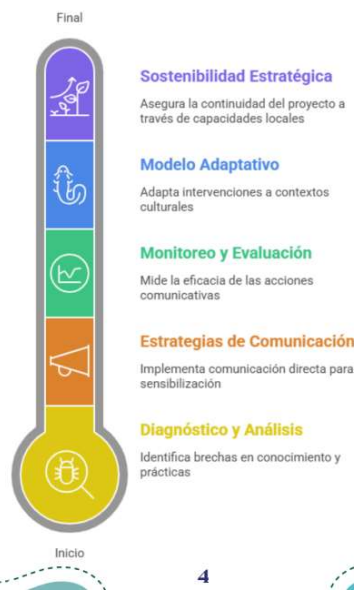 Final
Sostenibilidad Estratégica
Asegura la continuidad del proyecto a
través de capacidades locales
Modelo Adaptativo
Adapta intervenciones a contextos
culturales
Monitoreo y Evaluación
Mide la eficacia de las acciones
comunicativas
Estrategias de Comunicación
Implementa comunicación directa para
sensibilización
Diagnóstico y Análisis
Identifica brechas en conocimiento y
prácticas
Inicio
4